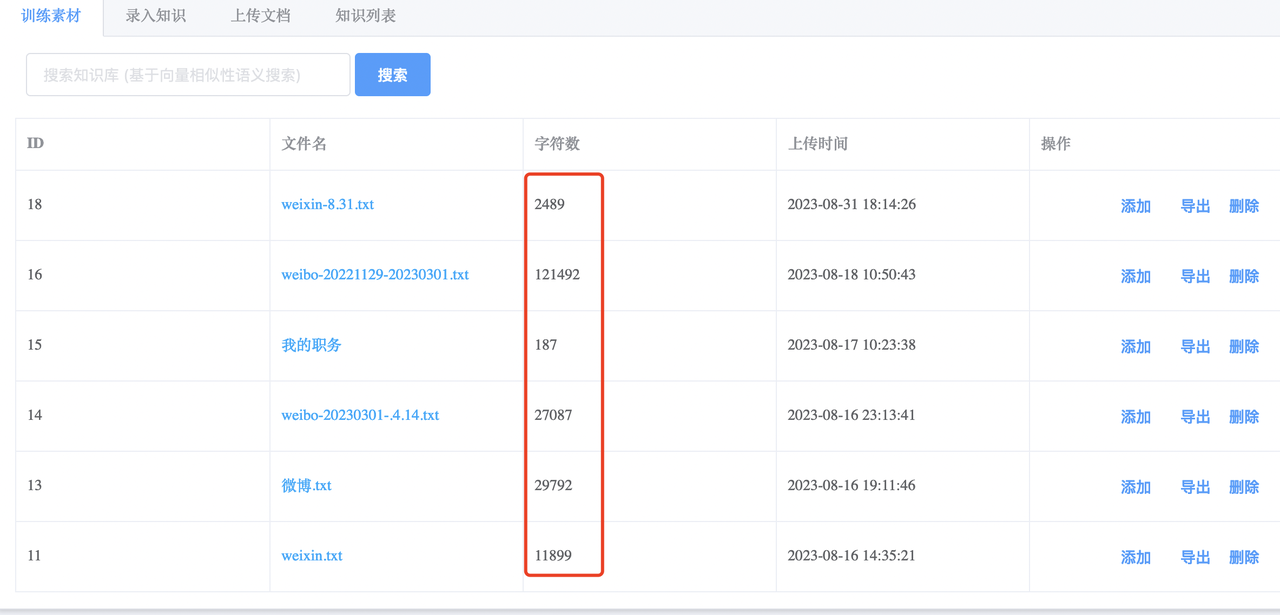 训练素材 录入知识 上传文档 知识列表
搜索知识库 (基于向量相似性语义搜索) 搜索
ID 文件名 字符数 上传时间 操作
18 weixin-8.31.txt 2489 2023-08-31 18:14:26 添加 导出 删除
16 weibo-20221129-20230301.txt 121492 2023-08-18 10:50:43 添加 导出 删除
15 我的职务 187 2023-08-17 10:23:38 添加 导出 删除
14 weibo-20230301-.4.14.txt 27087 2023-08-16 23:13:41 添加 导出 删除
13 微博.txt 29792 2023-08-16 19:11:46 添加 导出 删除
11 weixin.txt 11899 2023-08-16 14:35:21 添加 导出 删除